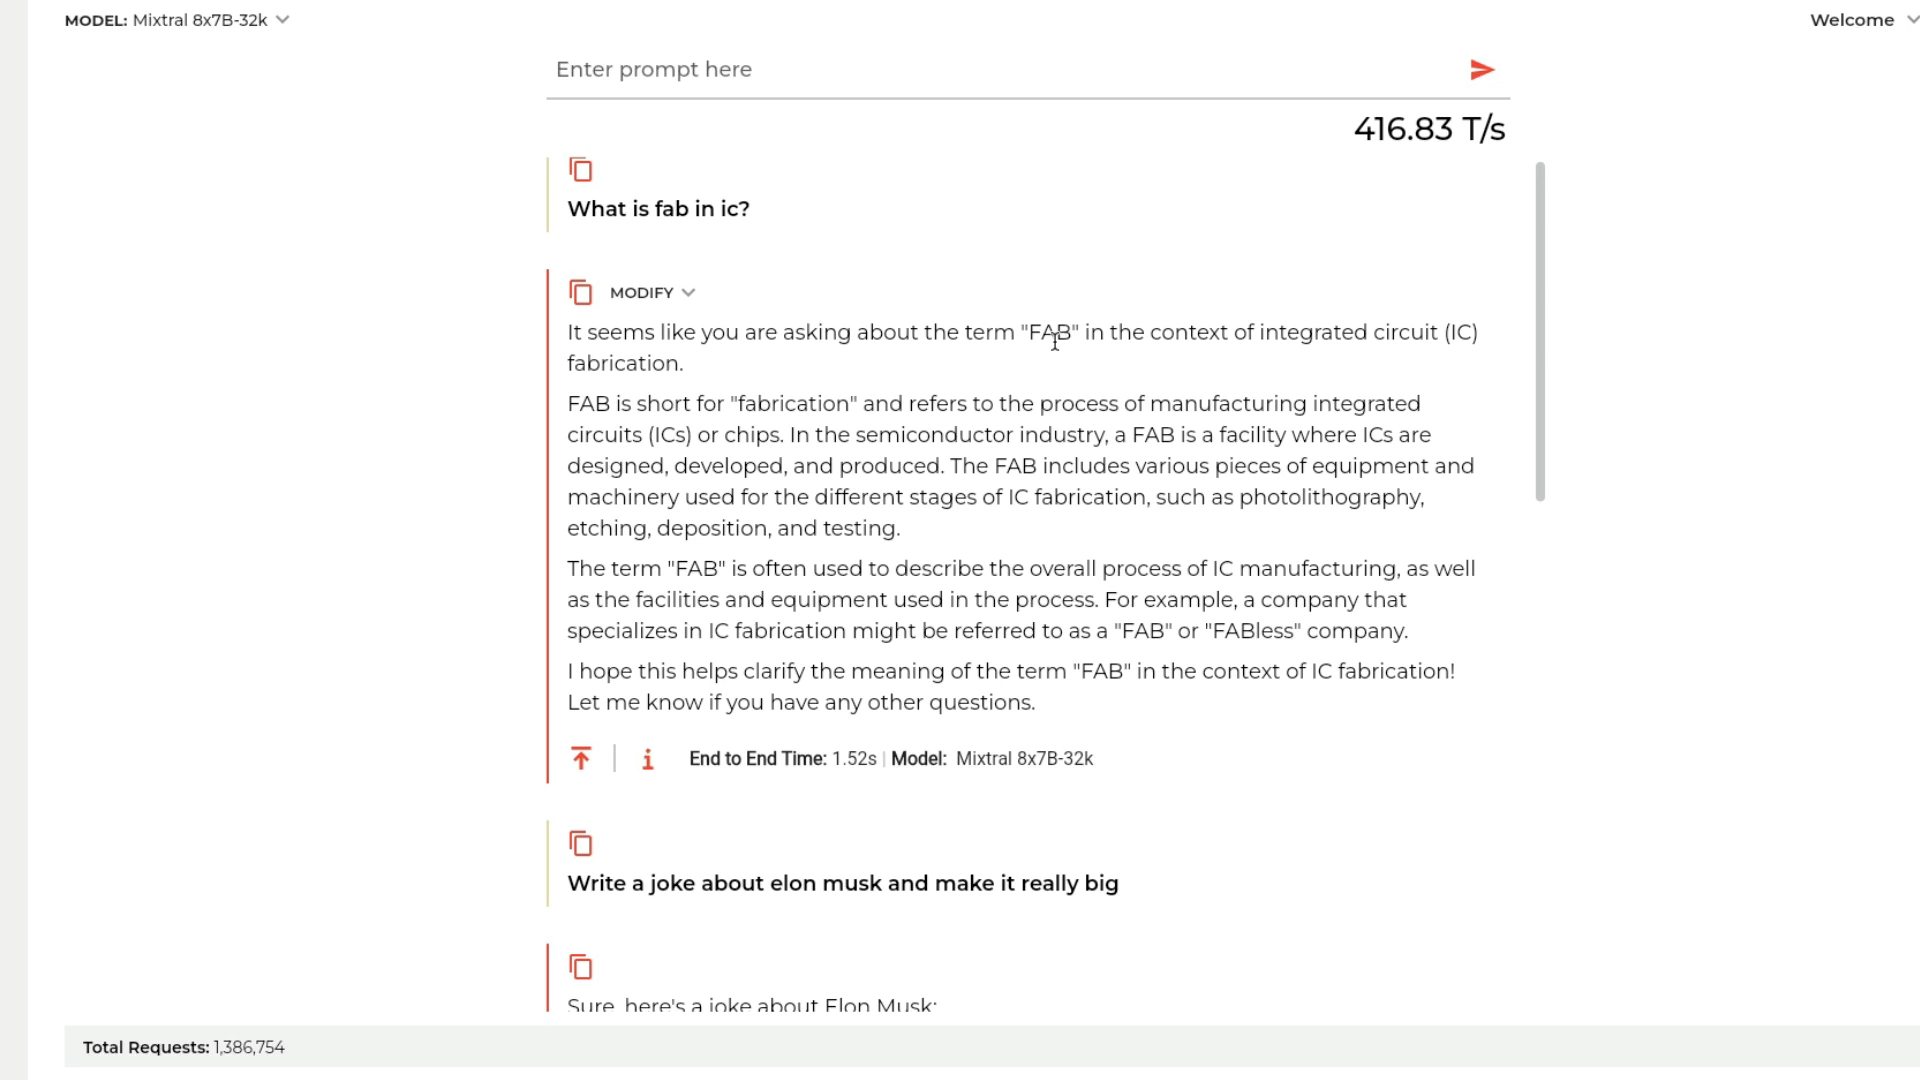 MODEL: Mixtral 8x7B-32k
Welcome
Enter prompt here
416.83 T/s
What is fab in ic?
MODIFY
It seems like you are asking about the term "FAB" in the context of integrated circuit (IC)
fabrication.
FAB is short for "fabrication" and refers to the process of manufacturing integrated
circuits (ICs) or chips. In the semiconductor industry, a FAB is a facility where ICs are
designed, developed, and produced. The FAB includes various pieces of equipment and
machinery used for the different stages of IC fabrication, such as photolithography,
etching, deposition, and testing.
The term "FAB" is often used to describe the overall process of IC manufacturing, as well
as the facilities and equipment used in the process. For example, a company that
specializes in IC fabrication might be referred to as a "FAB" or "FABless" company.
I hope this helps clarify the meaning of the term "FAB" in the context of IC fabrication!
Let me know if you have any other questions.
End to End Time: 1.52s | Model: Mixtral 8x7B-32k
Write a joke about elon musk and make it really big
Sure, here's a joke about Elon Musk:
Total Requests: 1,386,754